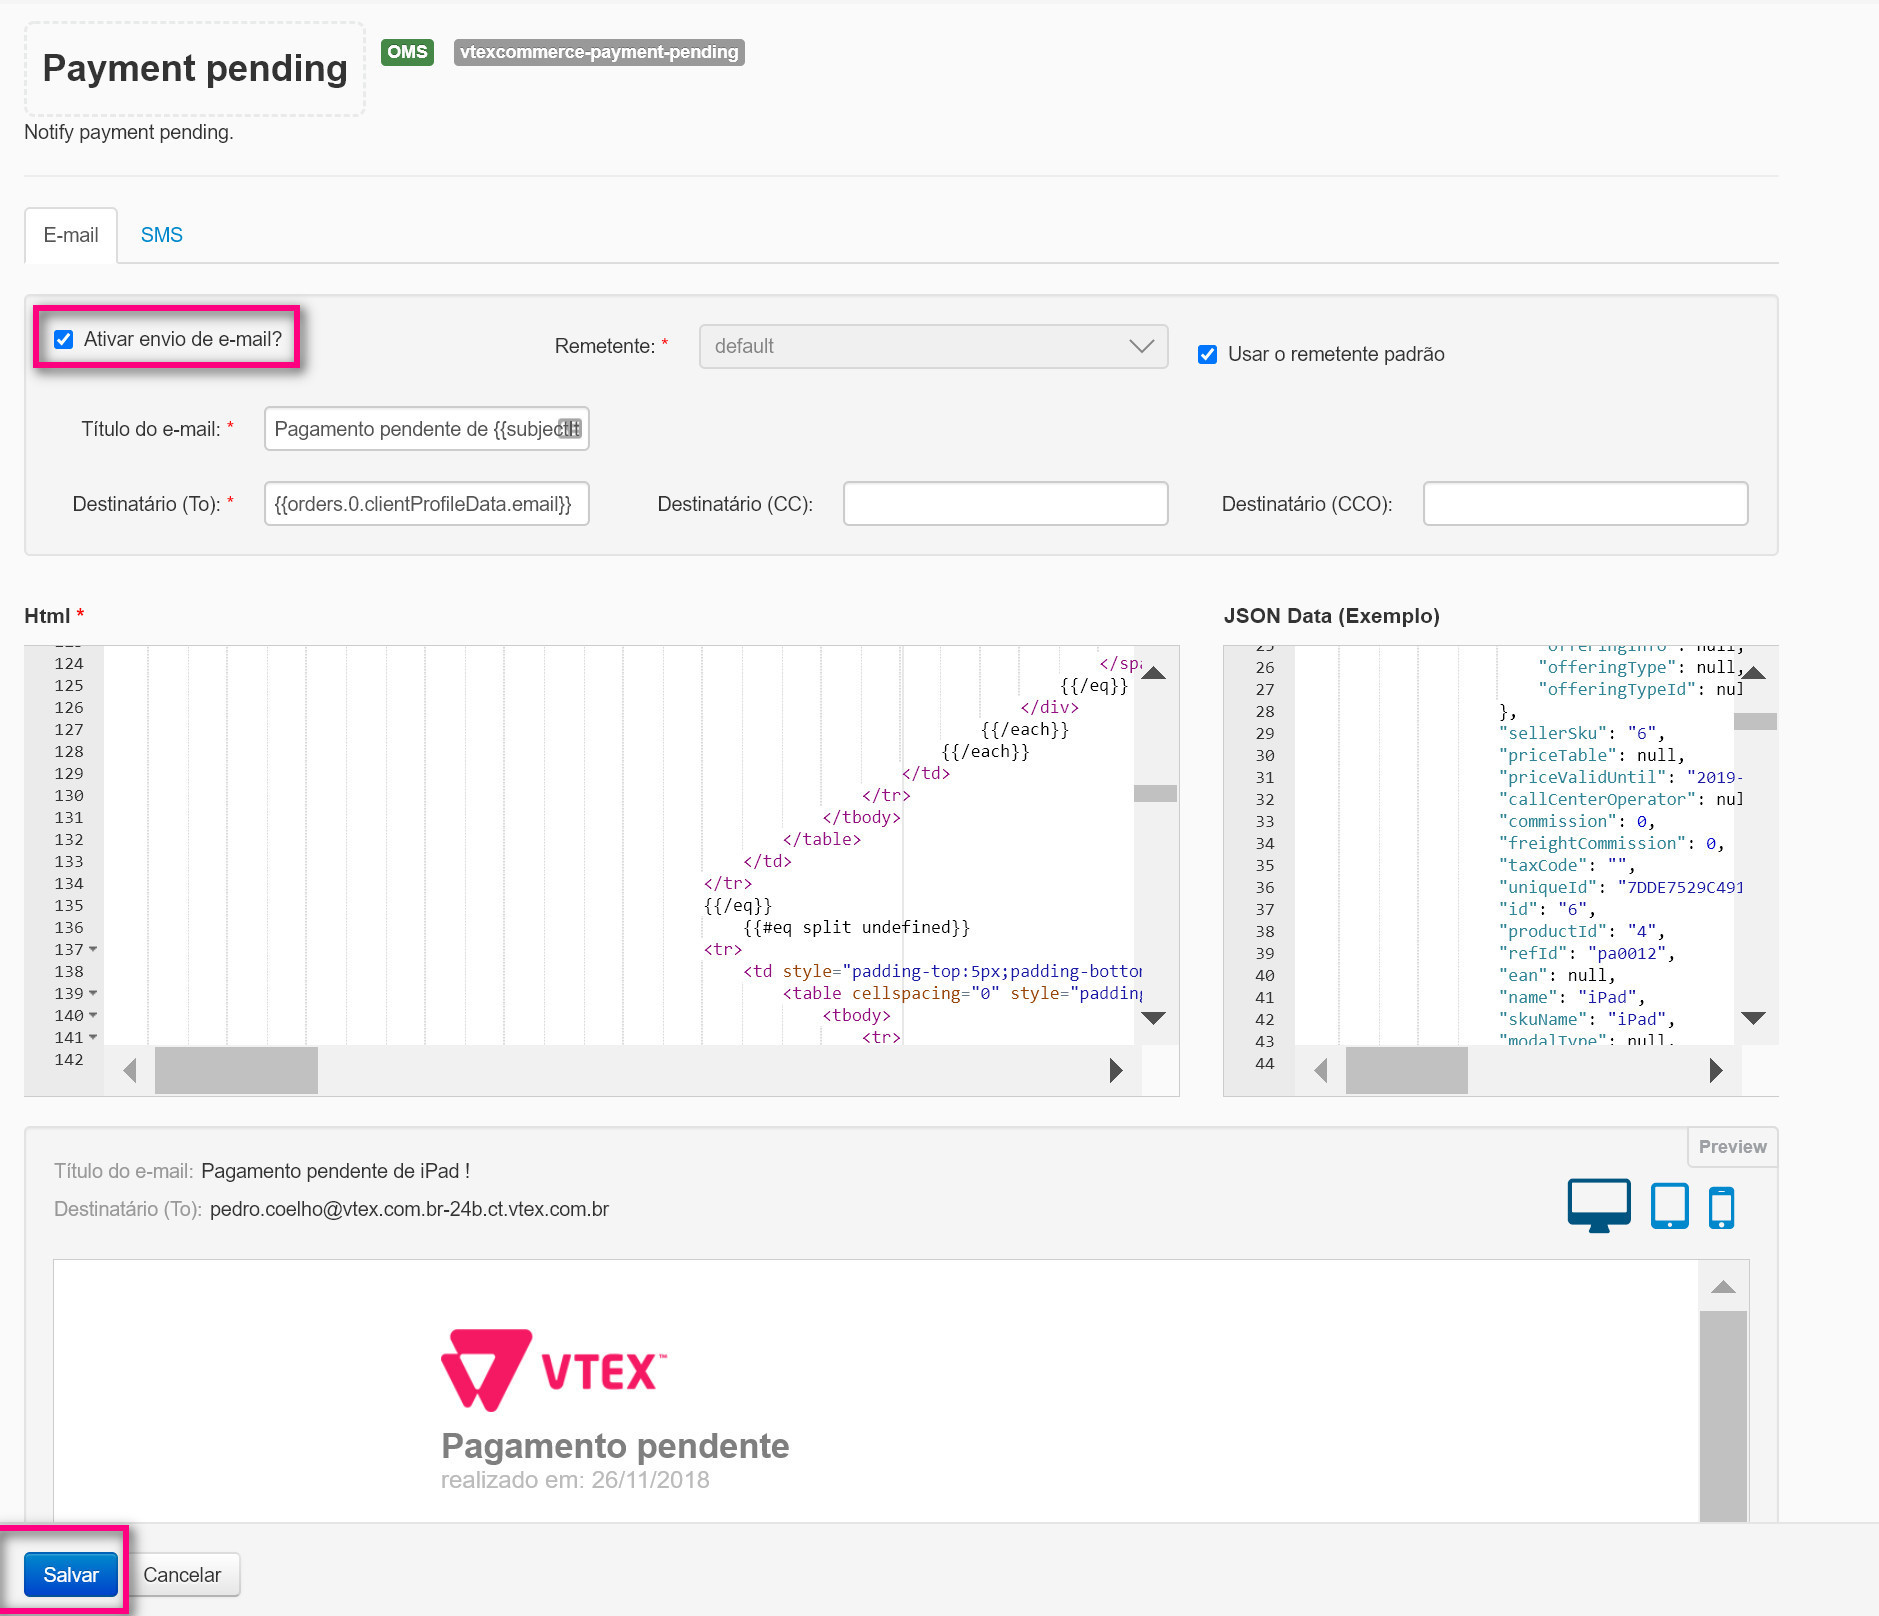 Payment pending
OMS
vtexcommerce-payment-pending
Notify payment pending.
E-mail
SMS
Ativar envio de e-mail?
Remetente: *
default
Usar o remetente padrão
Título do e-mail: *
Pagamento pendente de {{subject
Destinatário (To): *
{{orders.0.clientProfileData.email}}
Destinatário (CC):
Destinatário (CCO):
Html *
124 </spa
125 {{/eq}}
126 </div>
127 {{/each}}
128 {{/each}}
129 </td>
130 </tr>
131 </tbody>
132 </table>
133 </td>
134 </tr>
135 {{/eq}}
136 {{#eq split undefined}}
137 <tr>
138 <td style="padding-top:5px;padding-bottom
139 <table cellspacing="0" style="padding
140 <tbody>
141 <tr>
142
JSON Data (Exemplo)
25 "offeringInfo": null,
26 "offeringType": null,
27 "offeringTypeId": nul
28 },
29 "sellerSku": "6",
30 "priceTable": null,
31 "priceValidUntil": "2019-
32 "callCenterOperator": nul
33 "commission": 0,
34 "freightCommission": 0,
35 "taxCode": "",
36 "uniqueId": "7DDE7529C491
37 "id": "6",
38 "productId": "4",
39 "refId": "pa0012",
40 "ean": null,
41 "name": "iPad",
42 "skuName": "iPad",
43 "modalType": null,
44
Preview
Título do e-mail: Pagamento pendente de iPad !
Destinatário (To): pedro.coelho@vtex.com.br-24b.ct.vtex.com.br
VTEX™
Pagamento pendente
realizado em: 26/11/2018
Salvar
Cancelar